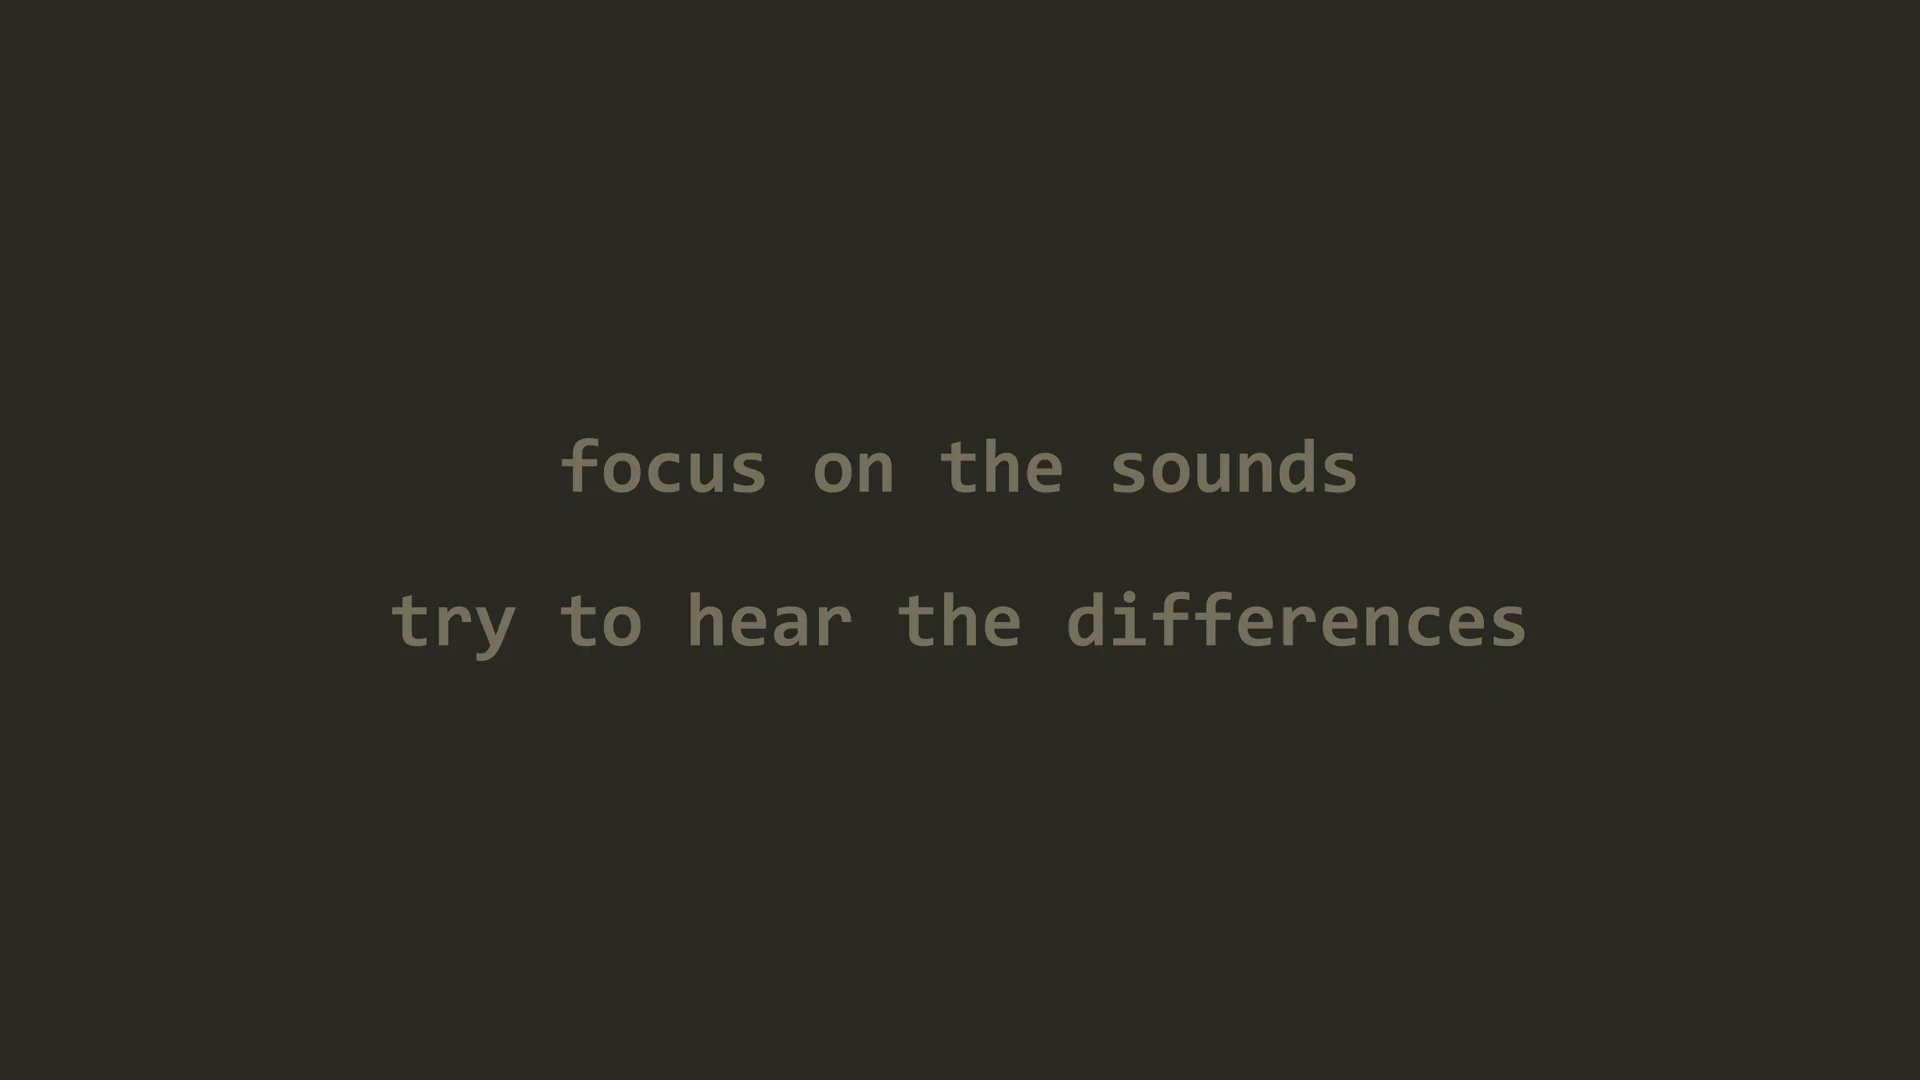 focus on the sounds
try to hear the differences